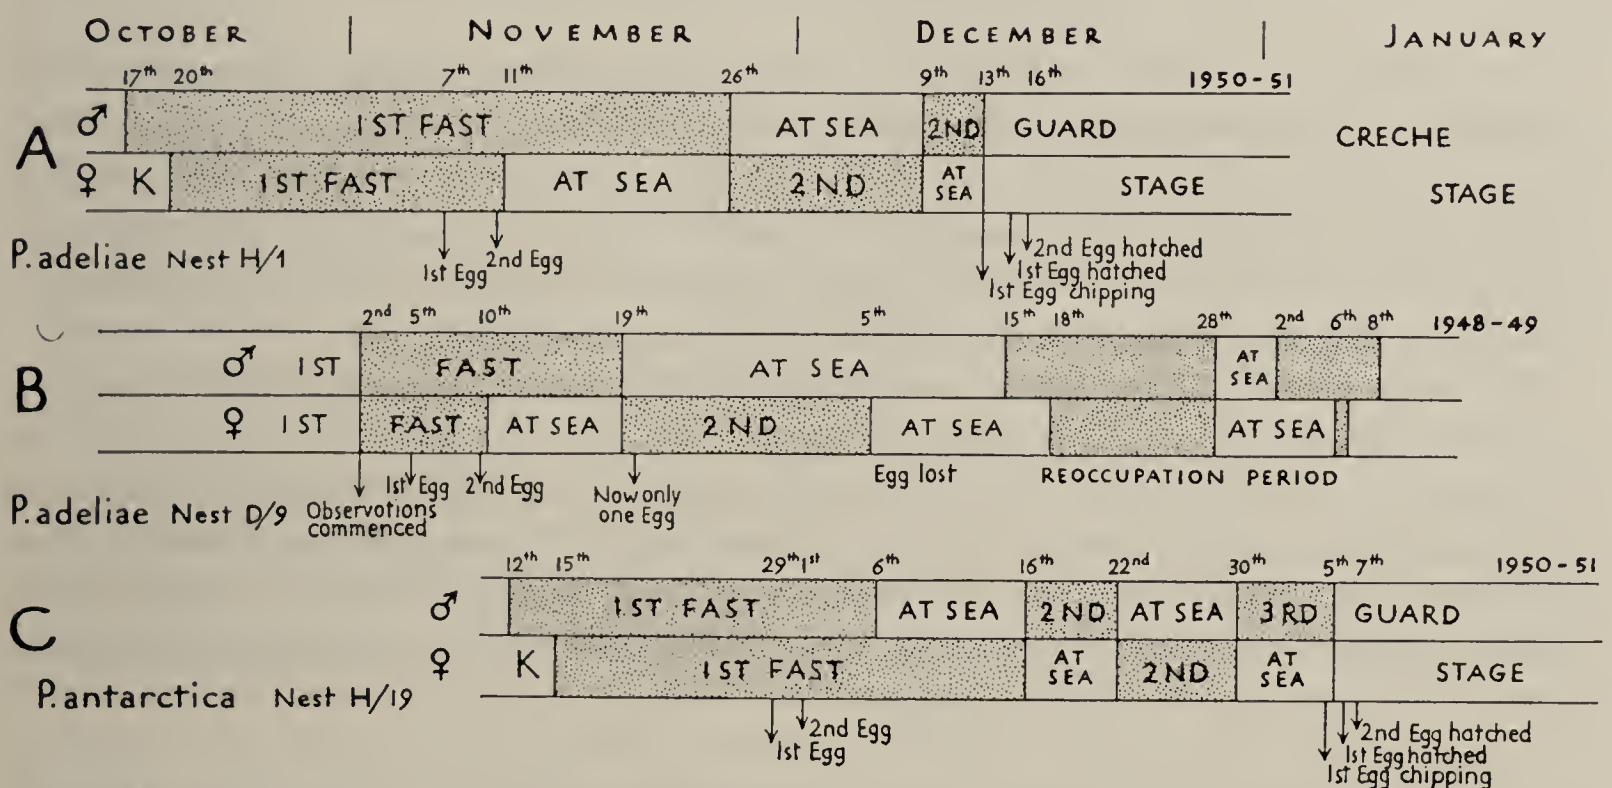 OCTOBER | NOVEMBER | DECEMBER | JANUARY
17th 20th 7th 11th 26th 9th 13th 16th 1950-51
A ♂ 1ST FAST AT SEA 2ND GUARD CRECHE
♀ K 1ST FAST AT SEA 2ND AT SEA STAGE STAGE
P. adeliae Nest H/1
1st Egg 2nd Egg
2nd Egg hatched
1st Egg hatched
1st Egg chipping
2nd 5th 10th 19th 5th 15th 18th 28th 2nd 6th 8th 1948-49
B ♂ 1ST FAST AT SEA AT SEA
♀ 1ST FAST AT SEA 2ND AT SEA AT SEA
Egg lost REOCCUPATION PERIOD
P. adeliae Nest D/9
Observations
commenced
1st Egg 2nd Egg
Now only
one Egg
12th 15th 29th 1st 6th 16th 22nd 30th 5th 7th 1950-51
C ♂ 1ST FAST AT SEA 2ND AT SEA 3RD GUARD
♀ K 1ST FAST AT SEA 2ND AT SEA STAGE
P. antarctica Nest H/19
2nd Egg
1st Egg
2nd Egg hatched
1st Egg hatched
1st Egg chipping